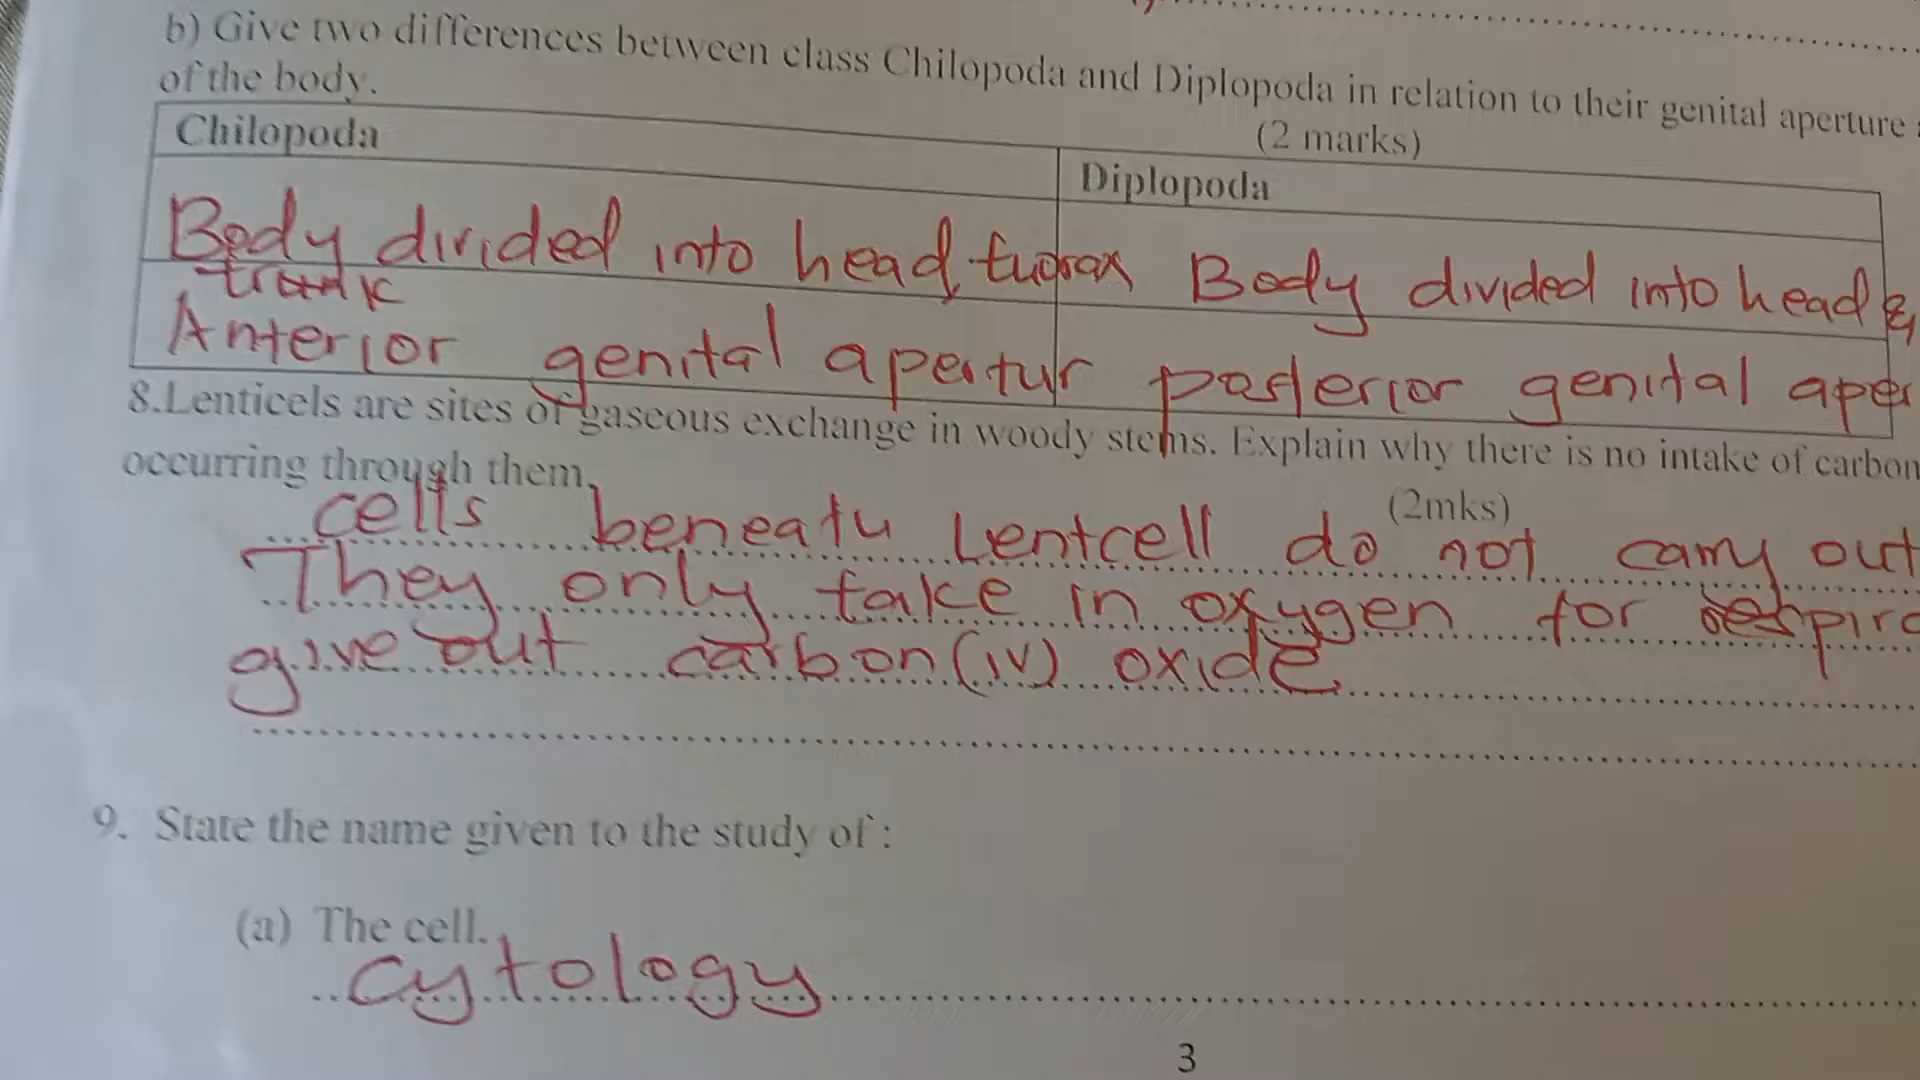 b) Give two differences between class Chilopoda and Diplopoda in relation to their genital aperture
of the body.
(2 marks)
Chilopoda
Diplopoda
Body divided into head, Body divided into head &
trunk
Anterior genital apertur posterior genital aper
8.Lenticels are sites of gaseous exchange in woody stems. Explain why there is no intake of carbon
occurring through them.
(2mks)
cells beneath Lentcell do not carry out
They only take in oxygen for
give out carbon (iv) oxide
9. State the name given to the study of :
(a) The cell.
cytology
3